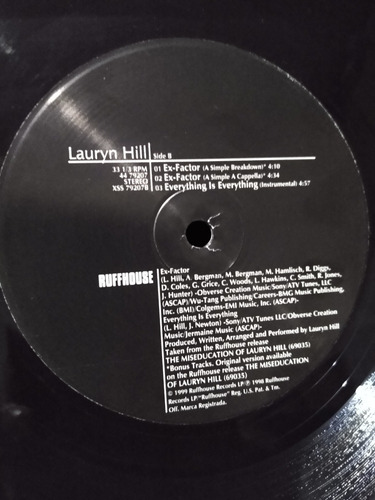 Lauryn Hill
Side B
33 1/3 RPM
44 79207
STEREO
XSS 79207B
01 Ex-Factor (A Simple Breakdown)* 4:10
02 Ex-Factor (A Simple A Cappella)* 4:34
03 Everything Is Everything (Instrumental) 4:57
RUFFHOUSE
Ex-Factor
(L. Hill, A. Bergman, M. Bergman, M. Hamlisch, R. Diggs,
D. Coles, G. Grice, C. Woods, L. Hawkins, C. Smith, R. Jones,
J. Hunter) -Obverse Creation Music/Sony/ATV Tunes, LLC
(ASCAP)/Wu-Tang Publishing/Careers-BMG Music Publishing,
Inc. (BMI)/Colgems-EMI Music, Inc. (ASCAP)-
Everything Is Everything
(L. Hill, J. Newton) -Sony/ATV Tunes LLC/Obverse Creation
Music/Jermaine Music (ASCAP)-
Produced, Written, Arranged and Performed by Lauryn Hill
Taken from the Ruffhouse release
THE MISEDUCATION OF LAURYN HILL (69035)
*Bonus Tracks. Original version available
on the Ruffhouse release THE MISEDUCATION
OF LAURYN HILL (69035)
© 1999 Ruffhouse Records LP/℗ 1998 Ruffhouse
Records LP/"Ruffhouse" Reg. U.S. Pat. & Tm.
Off. Marca Registrada.